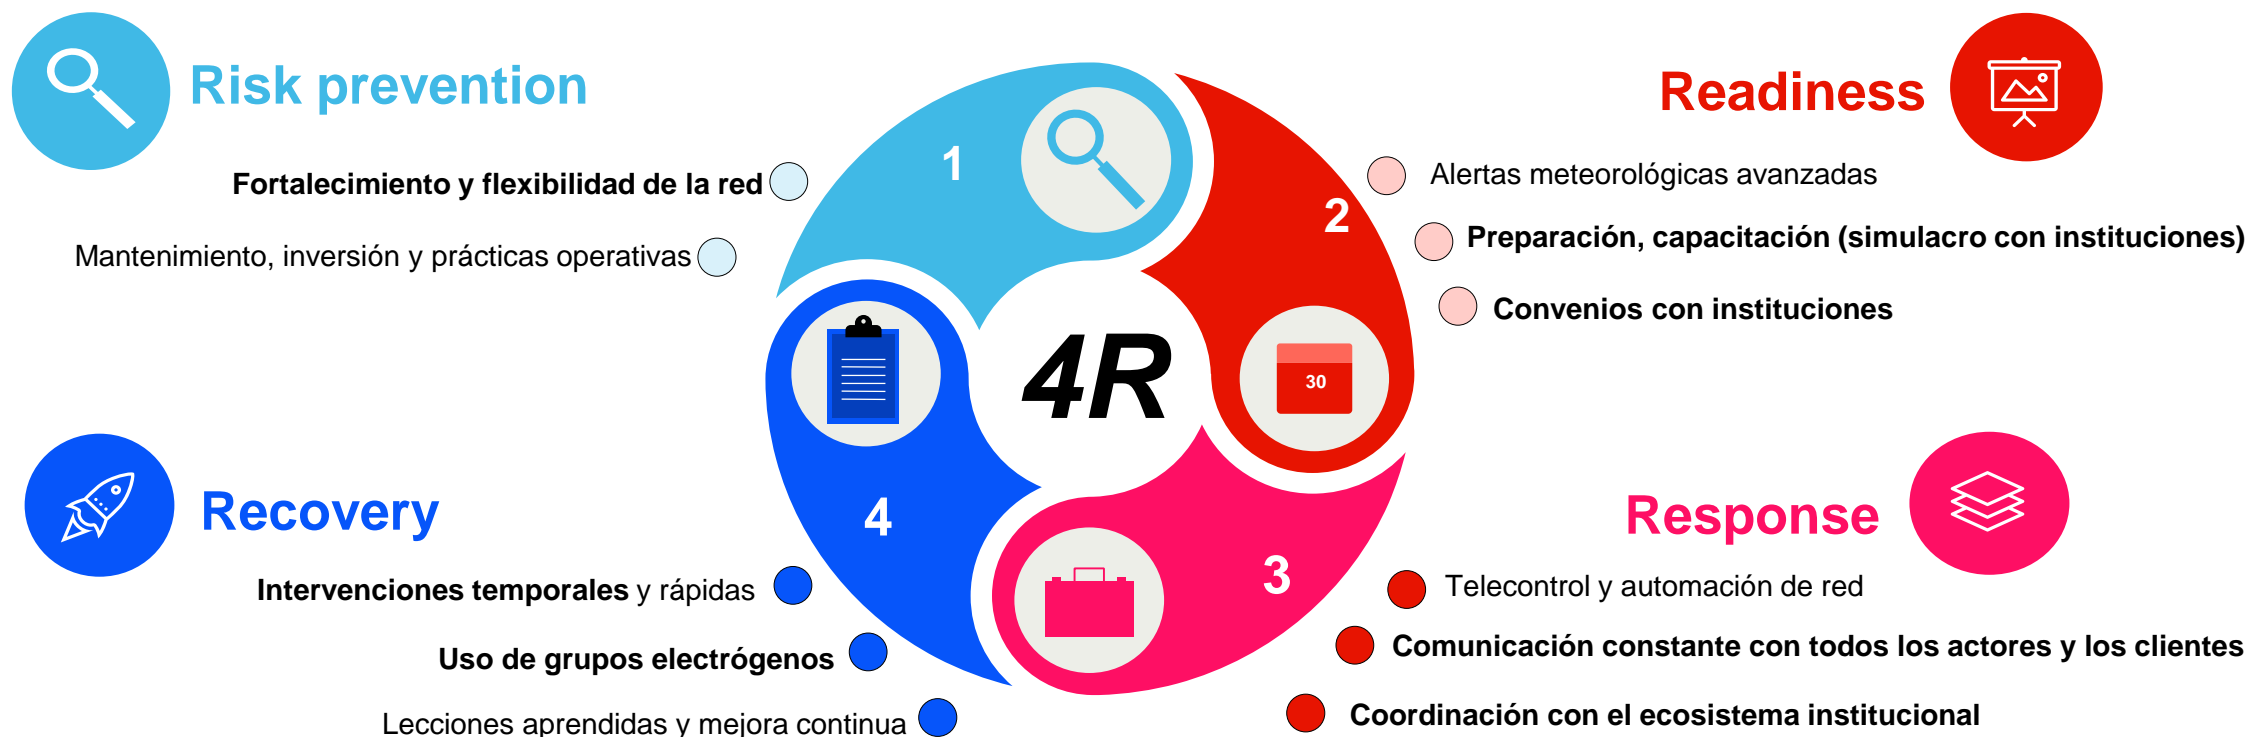 Risk prevention
Fortalecimiento y flexibilidad de la red
Mantenimiento, inversión y prácticas operativas
1
Readiness
2
Alertas meteorológicas avanzadas
Preparación, capacitación (simulacro con instituciones)
Convenios con instituciones
30
4R
Response
3
Telecontrol y automación de red
Comunicación constante con todos los actores y los clientes
Coordinación con el ecosistema institucional
Recovery
4
Intervenciones temporales y rápidas
Uso de grupos electrógenos
Lecciones aprendidas y mejora continua